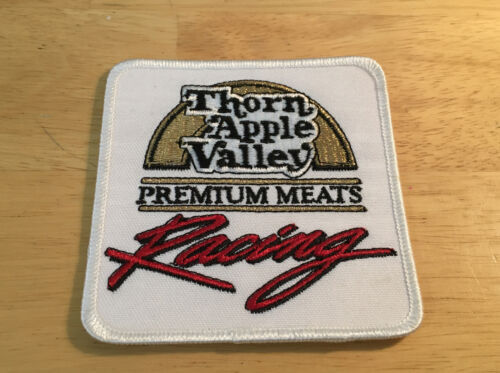 Thorn
Apple
Valley
PREMIUM MEATS
Racing